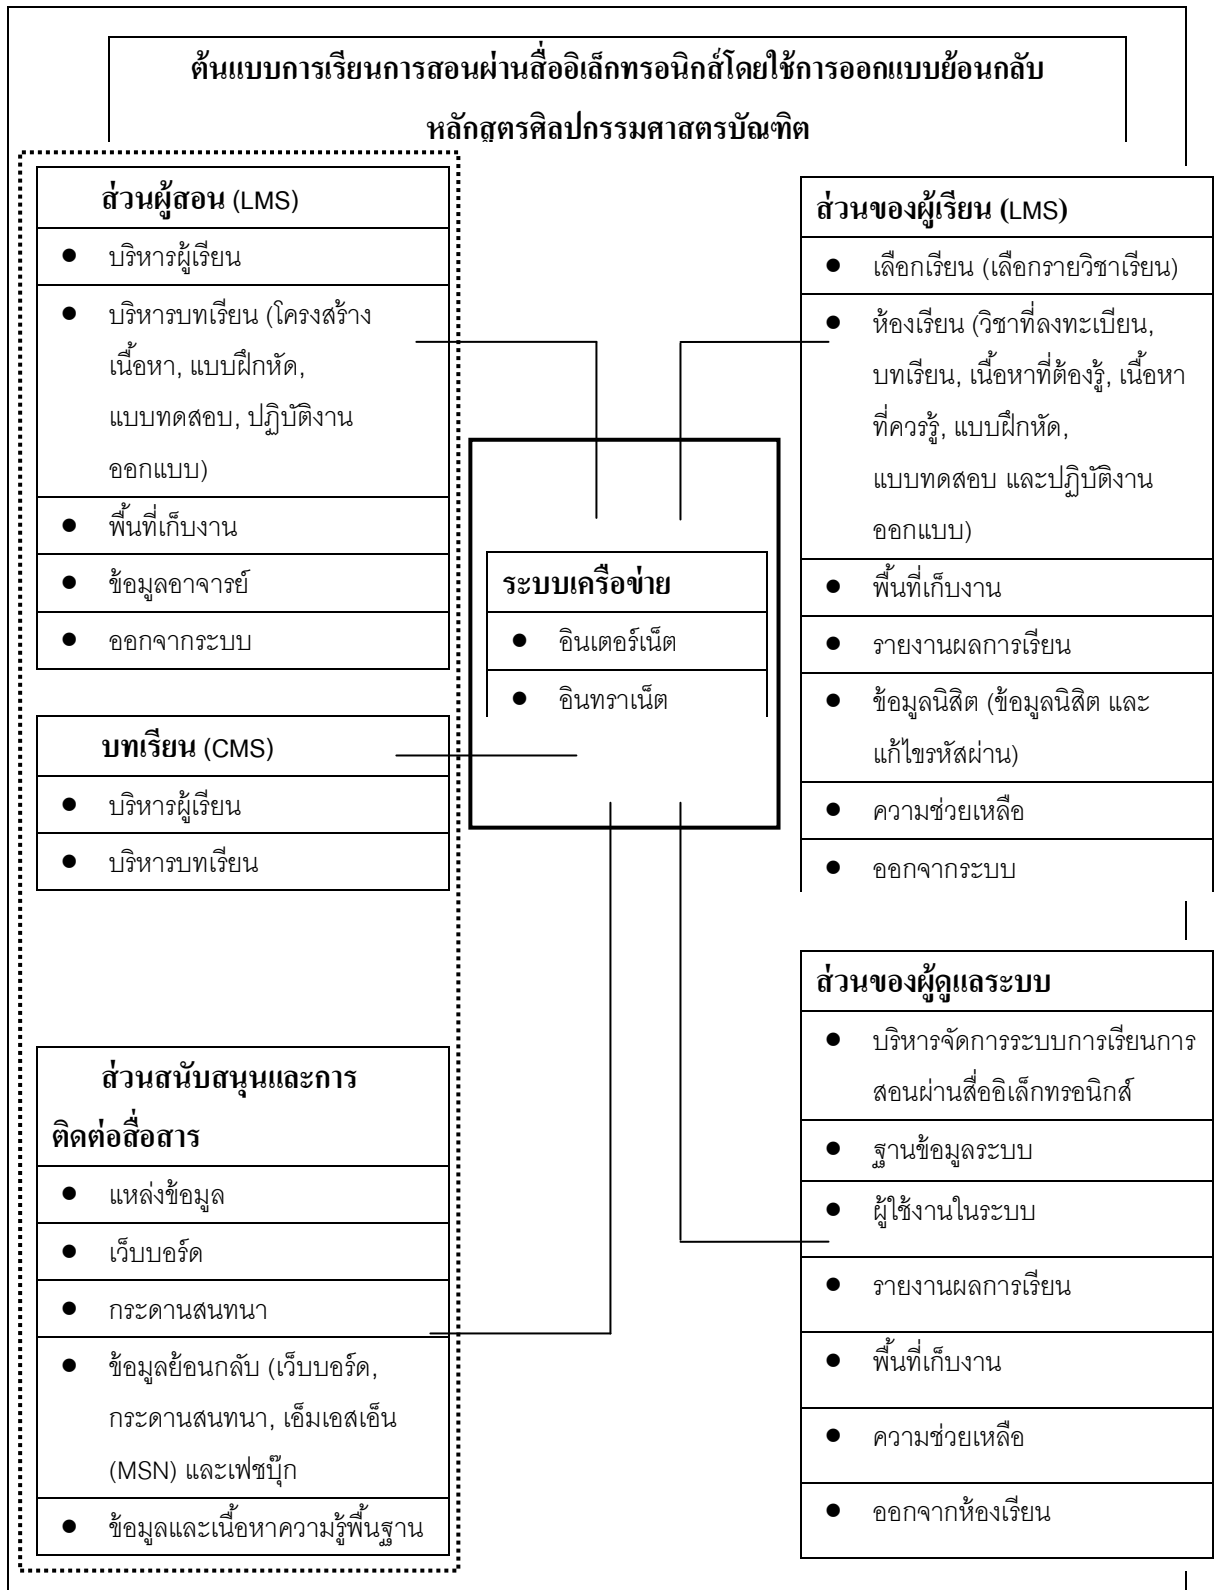 ต้นแบบการเรียนการสอนผ่านสื่ออิเล็กทรอนิกส์โดยใช้การออกแบบย้อนกลับ
หลักสูตรศิลปกรรมศาสตรบัณฑิต
ส่วนผู้สอน (LMS)
● บริหารผู้เรียน
● บริหารบทเรียน (โครงสร้าง
เนื้อหา, แบบฝึกหัด,
แบบทดสอบ, ปฏิบัติงาน
ออกแบบ)
● พื้นที่เก็บงาน
● ข้อมูลอาจารย์
● ออกจากระบบ
บทเรียน (CMS)
● บริหารผู้เรียน
● บริหารบทเรียน
ส่วนสนับสนุนและการ
ติดต่อสื่อสาร
● แหล่งข้อมูล
● เว็บบอร์ด
● กระดานสนทนา
● ข้อมูลย้อนกลับ (เว็บบอร์ด,
กระดานสนทนา, เอ็มเอสเอ็น
(MSN) และเฟซบุ๊ก
● ข้อมูลและเนื้อหาความรู้พื้นฐาน
ระบบเครือข่าย
● อินเตอร์เน็ต
● อินทราเน็ต
ส่วนของผู้เรียน (LMS)
● เลือกเรียน (เลือกรายวิชาเรียน)
● ห้องเรียน (วิชาที่ลงทะเบียน,
บทเรียน, เนื้อหาที่ต้องรู้, เนื้อหา
ที่ควรรู้, แบบฝึกหัด,
แบบทดสอบ และปฏิบัติงาน
ออกแบบ)
● พื้นที่เก็บงาน
● รายงานผลการเรียน
● ข้อมูลนิสิต (ข้อมูลนิสิต และ
แก้ไขรหัสผ่าน)
● ความช่วยเหลือ
● ออกจากระบบ
ส่วนของผู้ดูแลระบบ
● บริหารจัดการระบบการเรียนการ
สอนผ่านสื่ออิเล็กทรอนิกส์
● ฐานข้อมูลระบบ
● ผู้ใช้งานในระบบ
● รายงานผลการเรียน
● พื้นที่เก็บงาน
● ความช่วยเหลือ
● ออกจากห้องเรียน